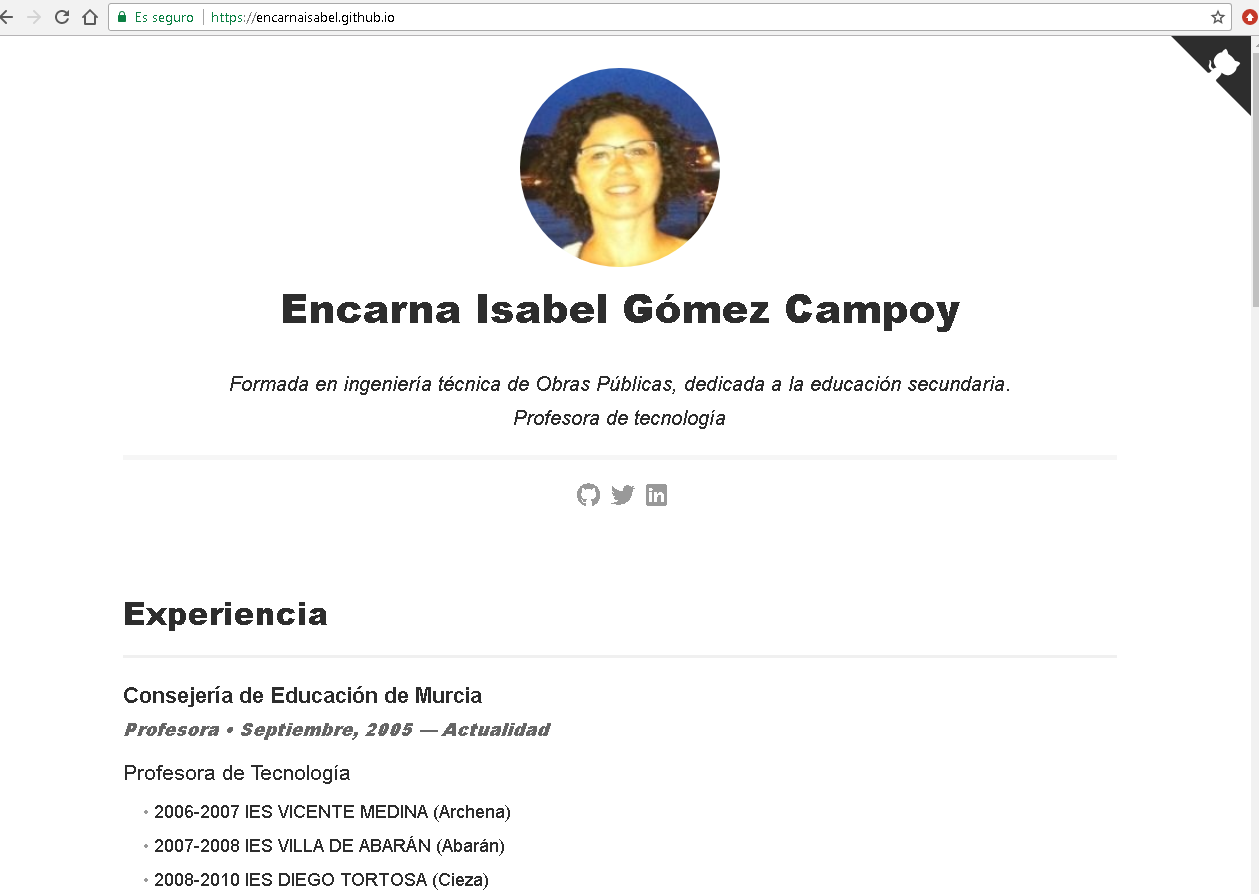 Es seguro | https://encarnaisabel.github.io
Encarna Isabel Gómez Campoy
Formada en ingeniería técnica de Obras Públicas, dedicada a la educación secundaria.
Profesora de tecnología
in
Experiencia
Consejería de Educación de Murcia
Profesora • Septiembre, 2005 — Actualidad
Profesora de Tecnología
• 2006-2007 IES VICENTE MEDINA (Archena)
• 2007-2008 IES VILLA DE ABARÁN (Abarán)
• 2008-2010 IES DIEGO TORTOSA (Cieza)